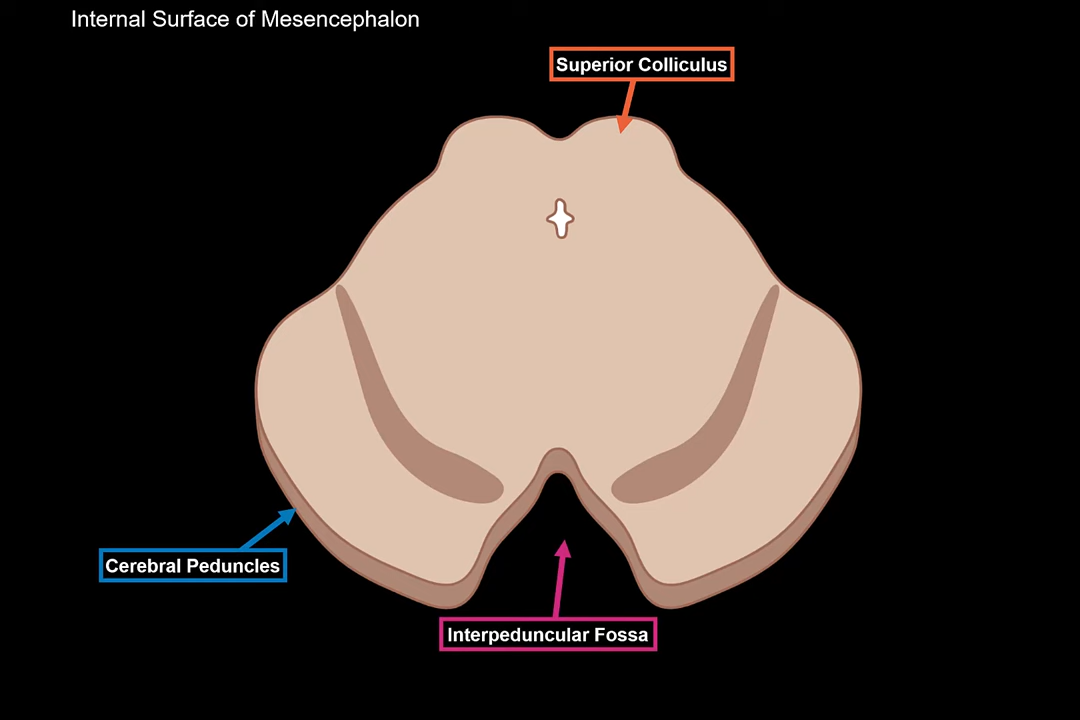 Internal Surface of Mesencephalon
Superior Colliculus
Cerebral Peduncles
Interpeduncular Fossa